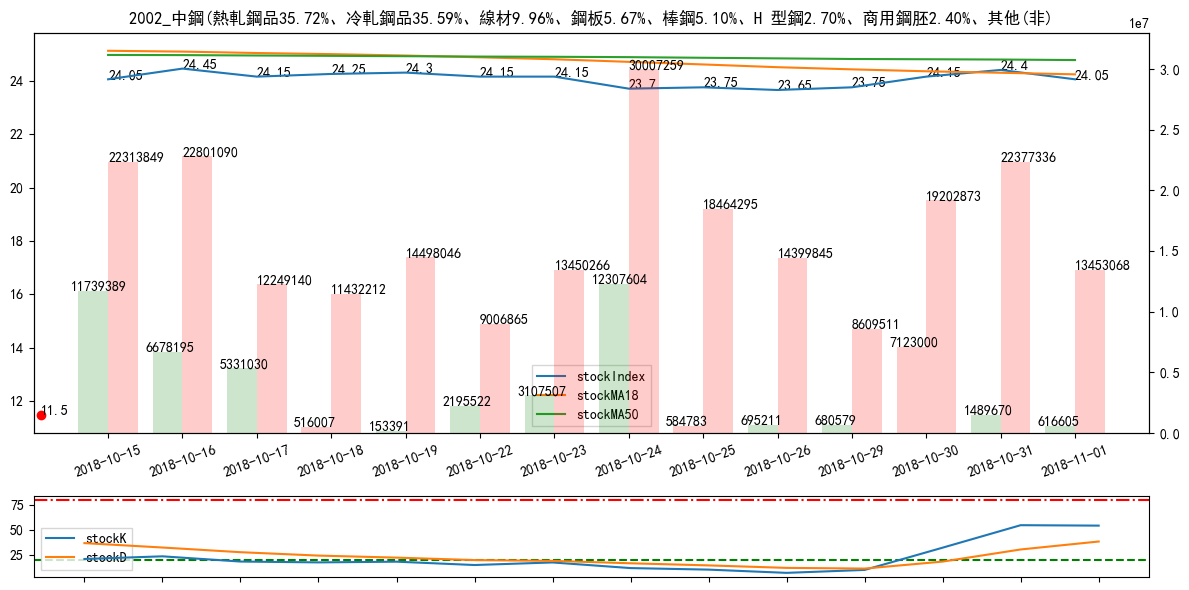 2002_中鋼(熱軋鋼品35.72%、冷軋鋼品35.59%、線材9.96%、鋼板5.67%、棒鋼5.10%、H 型鋼2.70%、商用鋼胚2.40%、其他(非)
1e7
24.05 24.45 24.15 24.25 24.3 24.15 24.15 23.7 23.75 23.65 23.75 24.15 24.4 24.05
22313849 22801090 12249140 11432212 14498046 9006865 13450266 30007259 18464295 14399845 8609511 19202873 22377336 13453068
11739389 6678195 5331030 516007 153391 2195522 3107507 12307604 584783 695211 680579 7123000 1489670 616605
11.5
24
22
20
18
16
14
12
3.0
2.5
2.0
1.5
1.0
0.5
0.0
stockIndex
stockMA18
stockMA50
2018-10-15 2018-10-16 2018-10-17 2018-10-18 2018-10-19 2018-10-22 2018-10-23 2018-10-24 2018-10-25 2018-10-26 2018-10-29 2018-10-30 2018-10-31 2018-11-01
75
50
25
stockK
stockD